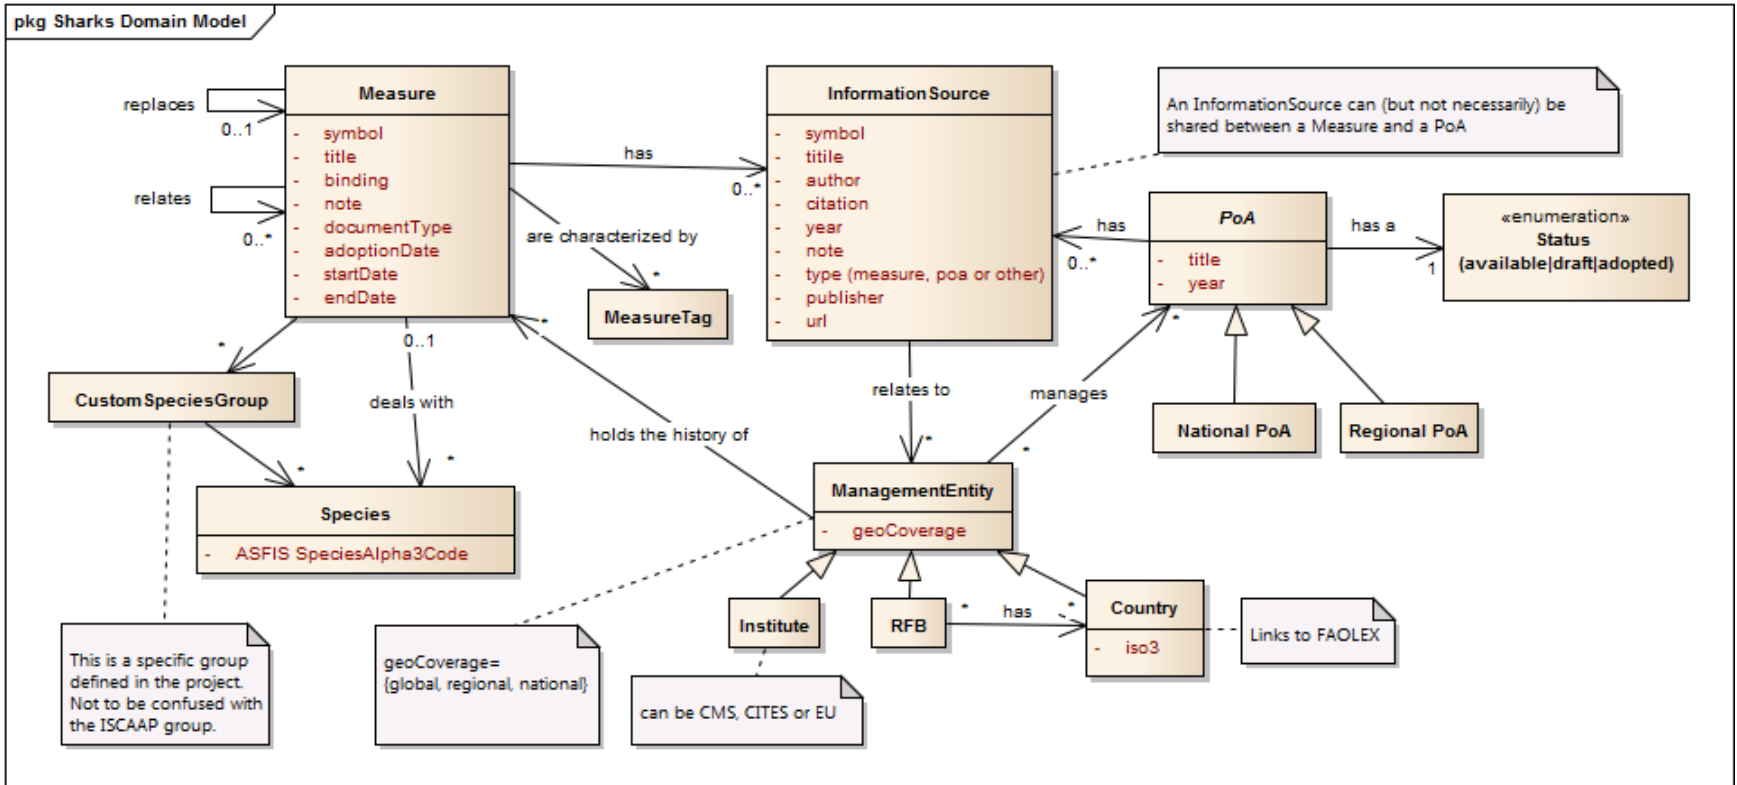 pkg Sharks Domain Model
Measure
- symbol
- title
- binding
- note
- documentType
- adoptionDate
- startDate
- endDate
replaces
0..1
relates
0..*
has
0..*
InformationSource
- symbol
- titile
- author
- citation
- year
- note
- type (measure, poa or other)
- publisher
- url
An InformationSource can (but not necessarily) be
shared between a Measure and a PoA
are characterized by
*
MeasureTag
has
0..*
PoA
- title
- year
has a
1
«enumeration»
Status
(available|draft|adopted)
*
CustomSpeciesGroup
0..1
deals with
*
*
Species
- ASFIS SpeciesAlpha3Code
*
holds the history of
relates to
*
manages
*
*
National PoA
Regional PoA
ManagementEntity
- geoCoverage
Institute
RFB
*
has
*
Country
- iso3
Links to FAOLEX
This is a specific group
defined in the project.
Not to be confused with
the ISCAAP group.
geoCoverage=
{global, regional, national}
can be CMS, CITES or EU